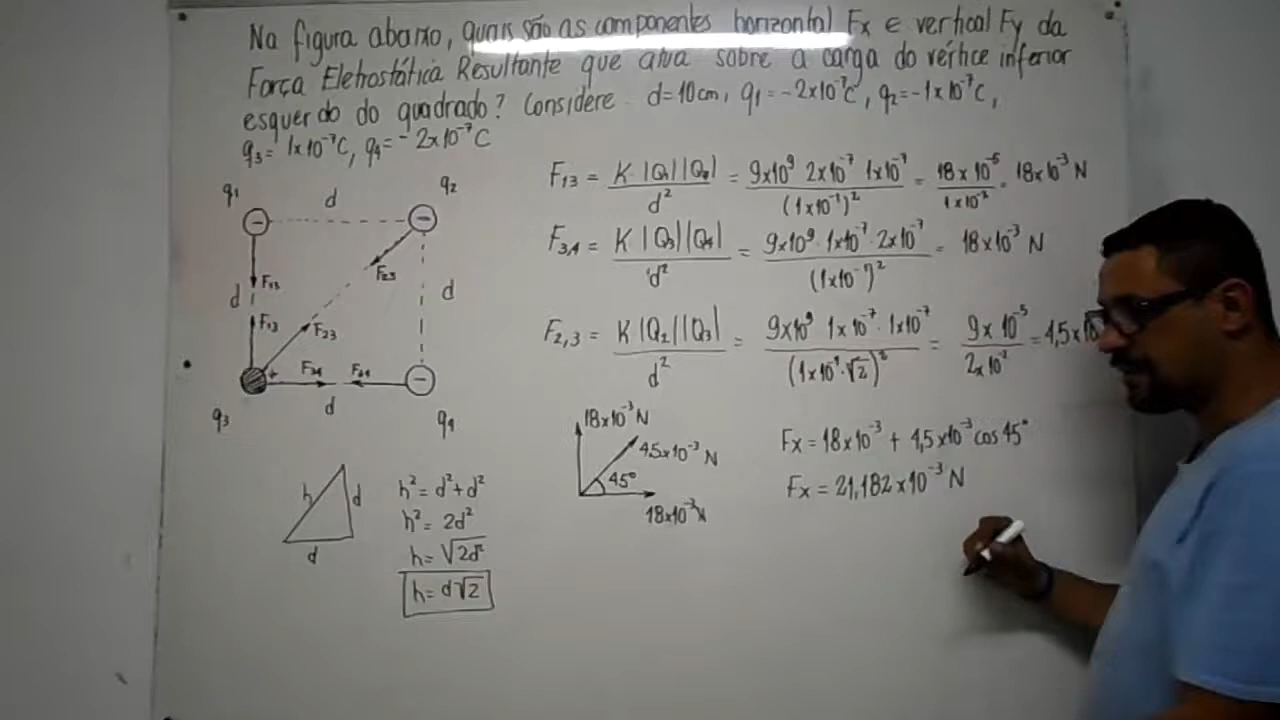 Na figura abaixo, quais são as componentes horizontal Fx e vertical Fy da
Força Eletrostática Resultante que atua sobre a carga do vértice inferior
esquerdo do quadrado? Considere d=10cm, q1 = -2x10⁻⁷C, q2=-1x10⁻⁷C,
q3= 1x10⁻⁷C, q4= -2x10⁻⁷C
q1 d q2
- -
F23
F13
d d
F13 F23
+ F34 F34 -
q3 d q4
F13 = K·|Q1||Q3|/d² = 9x10⁹ 2x10⁻⁷ 1x10⁻⁷/(1x10⁻¹)² = 18x10⁻⁵/1x10⁻² = 18x10⁻³ N
F3,4 = K|Q3||Q4|/d² = 9x10⁹·1x10⁻⁷·2x10⁻⁷/(1x10⁻¹)² = 18x10⁻³ N
F2,3 = K|Q2||Q3|/d² = 9x10⁹ 1x10⁻⁷·1x10⁻⁷/(1x10⁻¹·√2)² = 9x10⁻⁵/2x10⁻² = 4,5x10
h d
d
h² = d²+d²
h² = 2d²
h = √2d²
h = d√2
18x10⁻³ N
4,5x10⁻³ N
45°
18x10⁻³ N
Fx = 18x10⁻³ + 4,5x10⁻³ cos 45°
Fx = 21,182x10⁻³ N